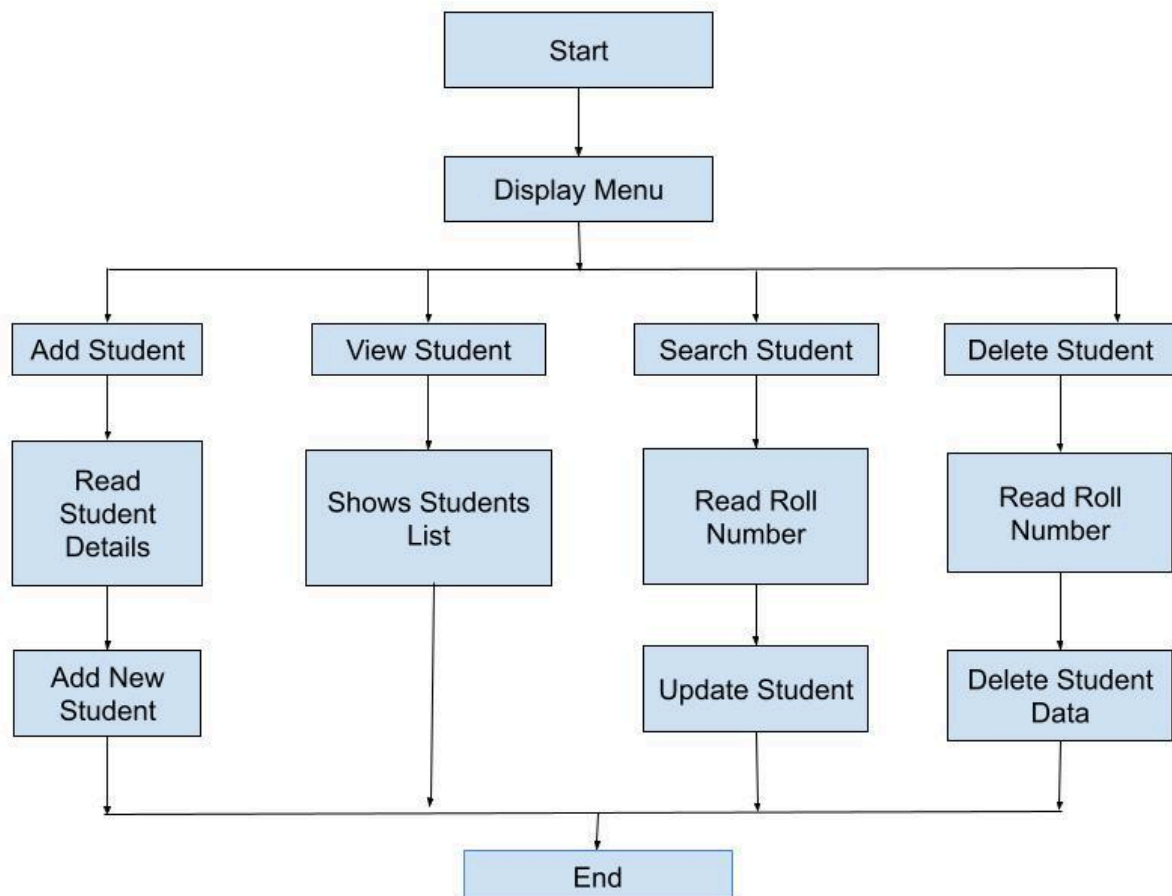 Start
Display Menu
Add Student
View Student
Search Student
Delete Student
Read
Student
Details
Shows Students
List
Read Roll
Number
Read Roll
Number
Add New
Student
Update Student
Delete Student
Data
End